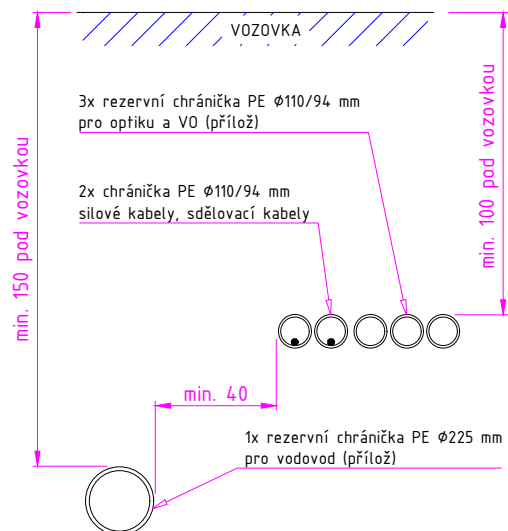 VOZOVKA
3x rezervní chránička PE Ø110/94 mm
pro optiku a VO (přílož)
2x chránička PE Ø110/94 mm
silové kabely, sdělovací kabely
min. 150 pod vozovkou
min. 100 pod vozovkou
min. 40
1x rezervní chránička PE Ø225 mm
pro vodovod (přílož)